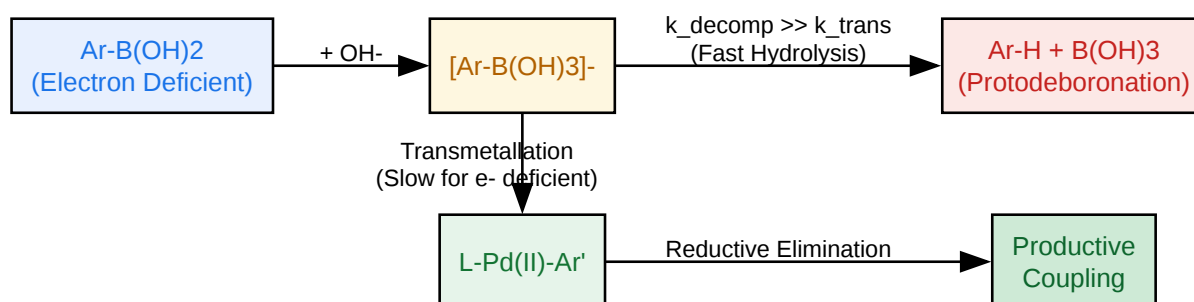 Ar-B(OH)2
(Electron Deficient)
+ OH-
[Ar-B(OH)3]-
k_decomp >> k_trans
(Fast Hydrolysis)
Ar-H + B(OH)3
(Protodeboronation)
Transmetallation
(Slow for e- deficient)
L-Pd(II)-Ar'
Reductive Elimination
Productive
Coupling